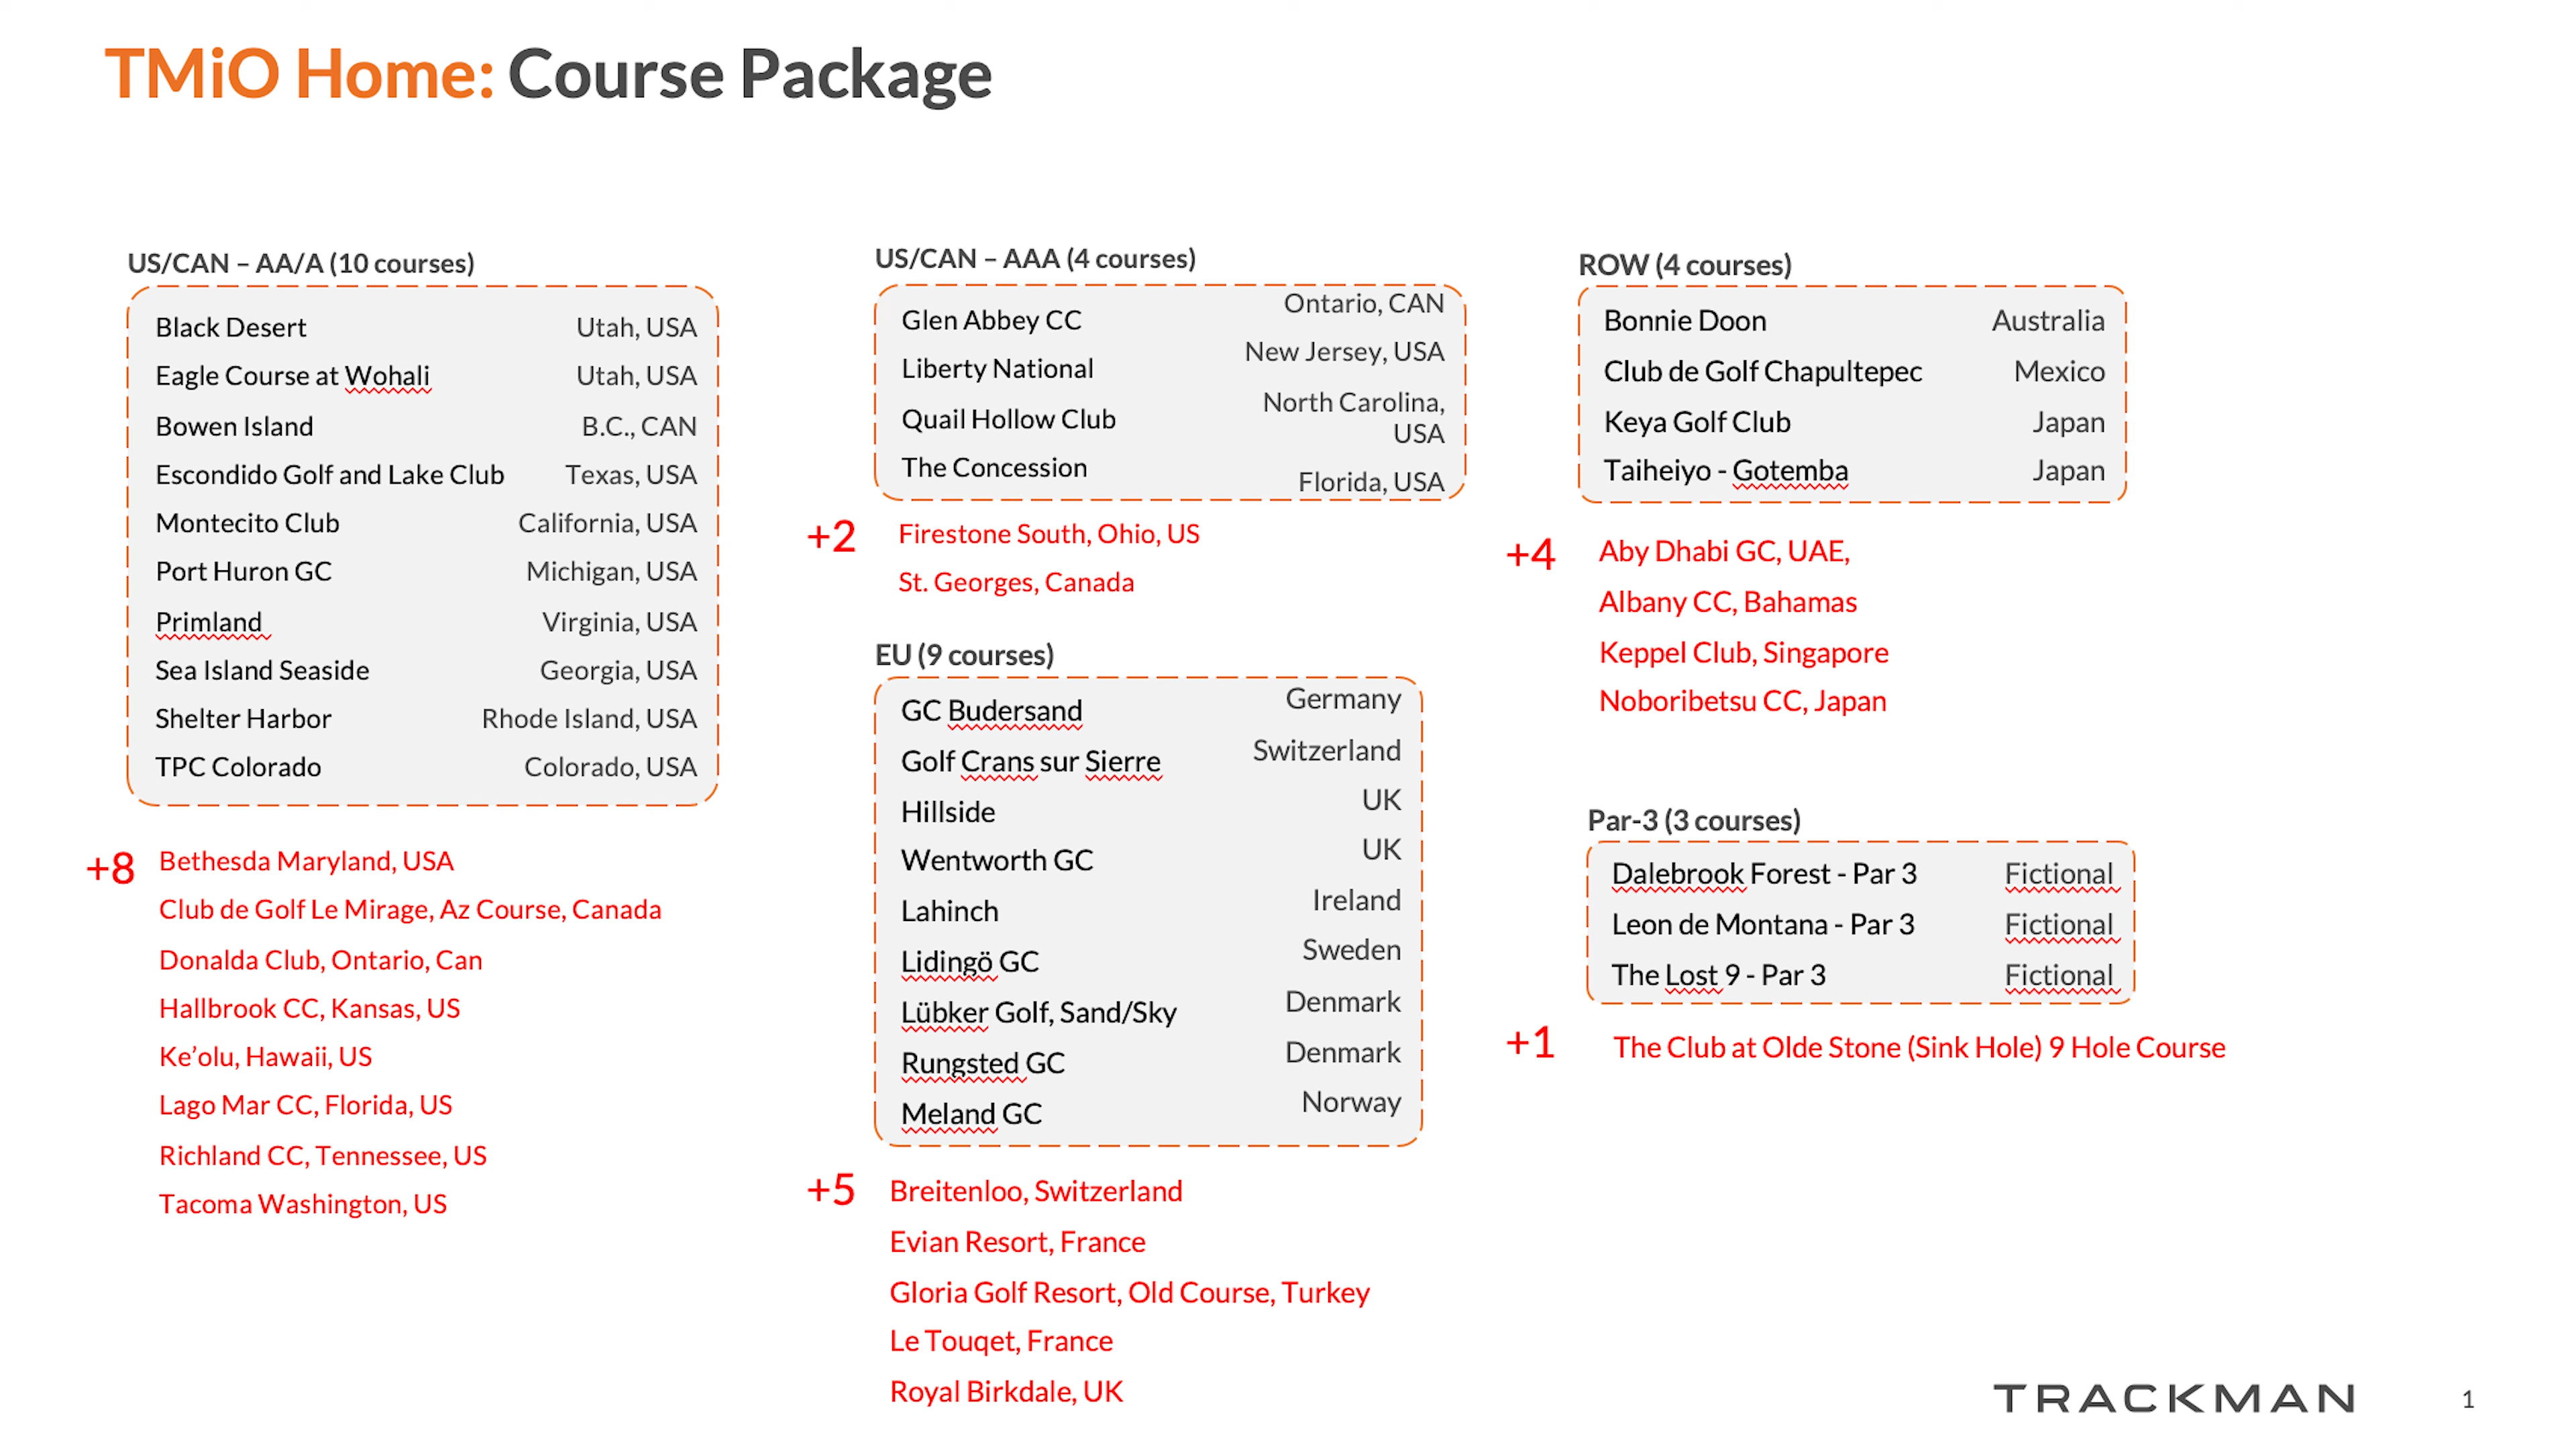 TMiO Home: Course Package
US/CAN – AA/A (10 courses)
Black Desert Utah, USA
Eagle Course at Wohali Utah, USA
Bowen Island B.C., CAN
Escondido Golf and Lake Club Texas, USA
Montecito Club California, USA
Port Huron GC Michigan, USA
Primland Virginia, USA
Sea Island Seaside Georgia, USA
Shelter Harbor Rhode Island, USA
TPC Colorado Colorado, USA
+8 Bethesda Maryland, USA
Club de Golf Le Mirage, Az Course, Canada
Donalda Club, Ontario, Can
Hallbrook CC, Kansas, US
Ke’olu, Hawaii, US
Lago Mar CC, Florida, US
Richland CC, Tennessee, US
Tacoma Washington, US
US/CAN – AAA (4 courses)
Glen Abbey CC Ontario, CAN
Liberty National New Jersey, USA
Quail Hollow Club North Carolina,
USA
The Concession Florida, USA
+2 Firestone South, Ohio, US
St. Georges, Canada
EU (9 courses)
GC Budersand Germany
Golf Crans sur Sierre Switzerland
Hillside UK
Wentworth GC UK
Lahinch Ireland
Lidingö GC Sweden
Lübker Golf, Sand/Sky Denmark
Rungsted GC Denmark
Meland GC Norway
+5 Breitenloo, Switzerland
Evian Resort, France
Gloria Golf Resort, Old Course, Turkey
Le Touqet, France
Royal Birkdale, UK
ROW (4 courses)
Bonnie Doon Australia
Club de Golf Chapultepec Mexico
Keya Golf Club Japan
Taiheiyo - Gotemba Japan
+4 Aby Dhabi GC, UAE,
Albany CC, Bahamas
Keppel Club, Singapore
Noboribetsu CC, Japan
Par-3 (3 courses)
Dalebrook Forest - Par 3 Fictional
Leon de Montana - Par 3 Fictional
The Lost 9 - Par 3 Fictional
+1 The Club at Olde Stone (Sink Hole) 9 Hole Course
TRACKMAN 1